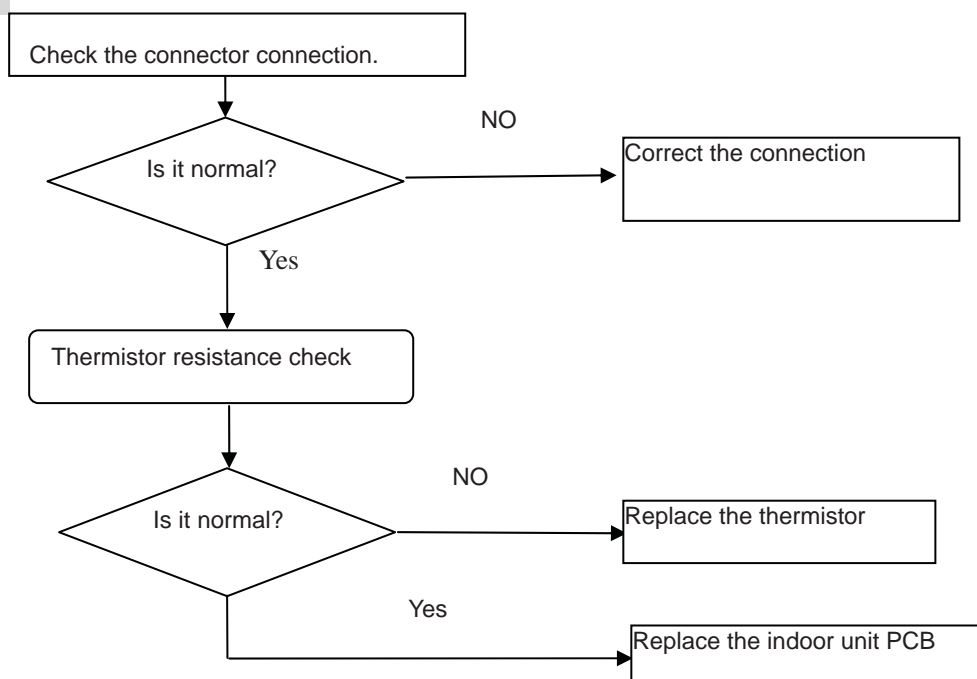 Check the connector connection.
NO
Correct the connection
Is it normal?
Yes
Thermistor resistance check
NO
Is it normal?
Replace the thermistor
Yes
Replace the indoor unit PCB